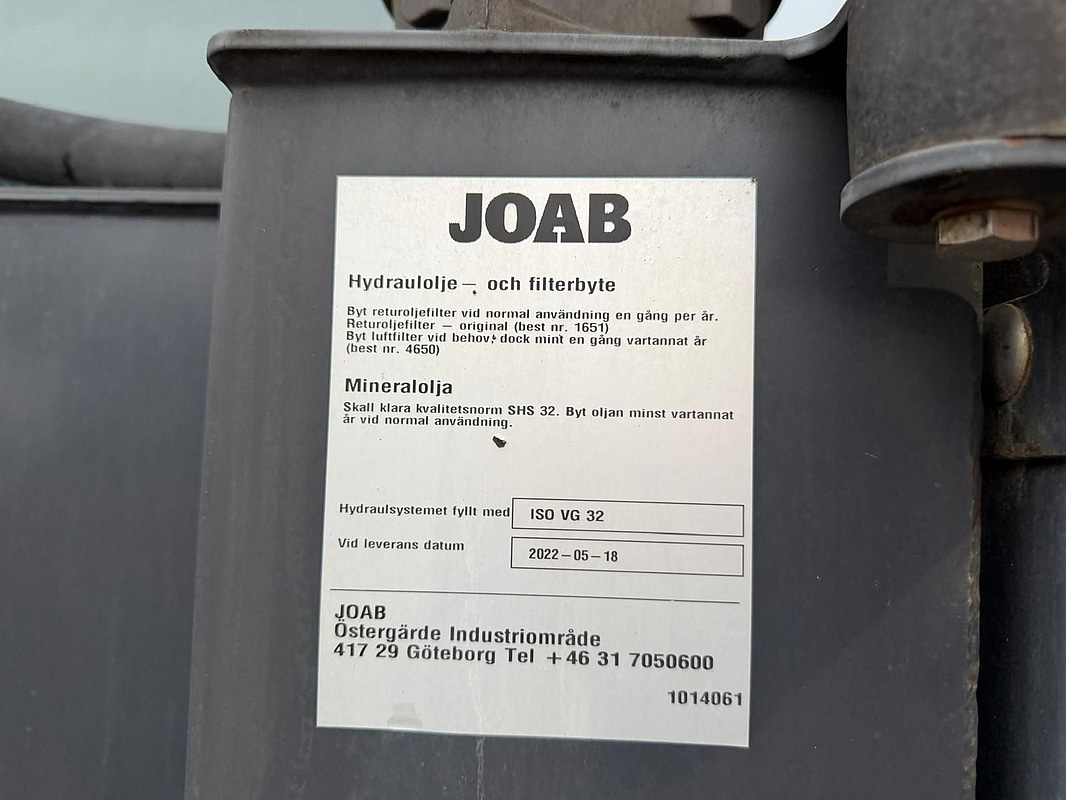 JOAB
Hydraulolje — och filterbyte
Byt returoljefilter vid normal användning en gång per år.
Returoljefilter — original (best nr. 1651)
Byt luftfilter vid behov, dock mint en gång vartannat år
(best nr. 4650)
Mineralolja
Skall klara kvalitetsnorm SHS 32. Byt oljan minst vartannat
år vid normal användning.
Hydraulsystemet fyllt med ISO VG 32
Vid leverans datum 2022–05–18
JOAB
Östergärde Industriområde
417 29 Göteborg Tel +46 31 7050600
1014061